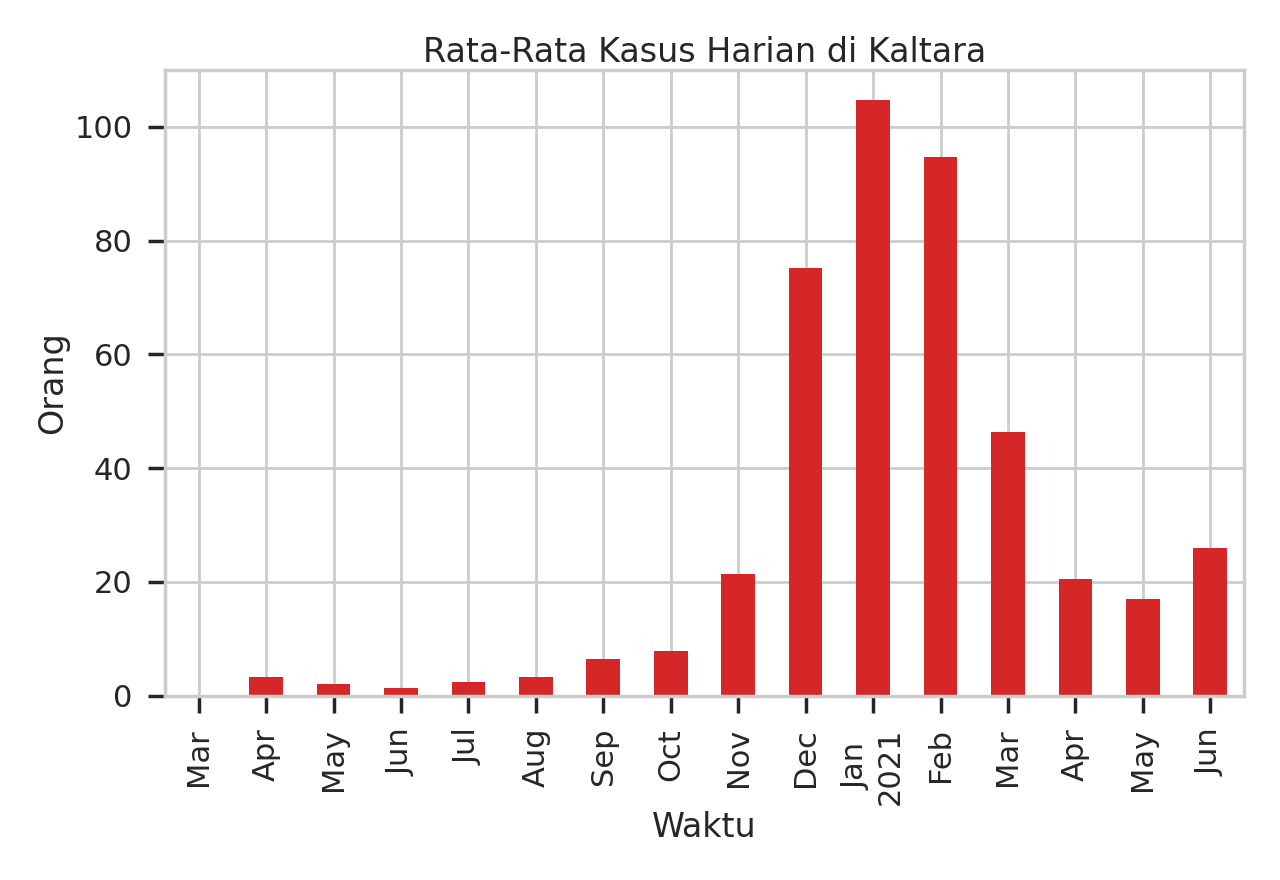 Rata-Rata Kasus Harian di Kaltara
Orang
100
80
60
40
20
0
Mar
Apr
May
Jun
Jul
Aug
Sep
Oct
Nov
Dec
Jan
2021
Feb
Mar
Apr
May
Jun
Waktu